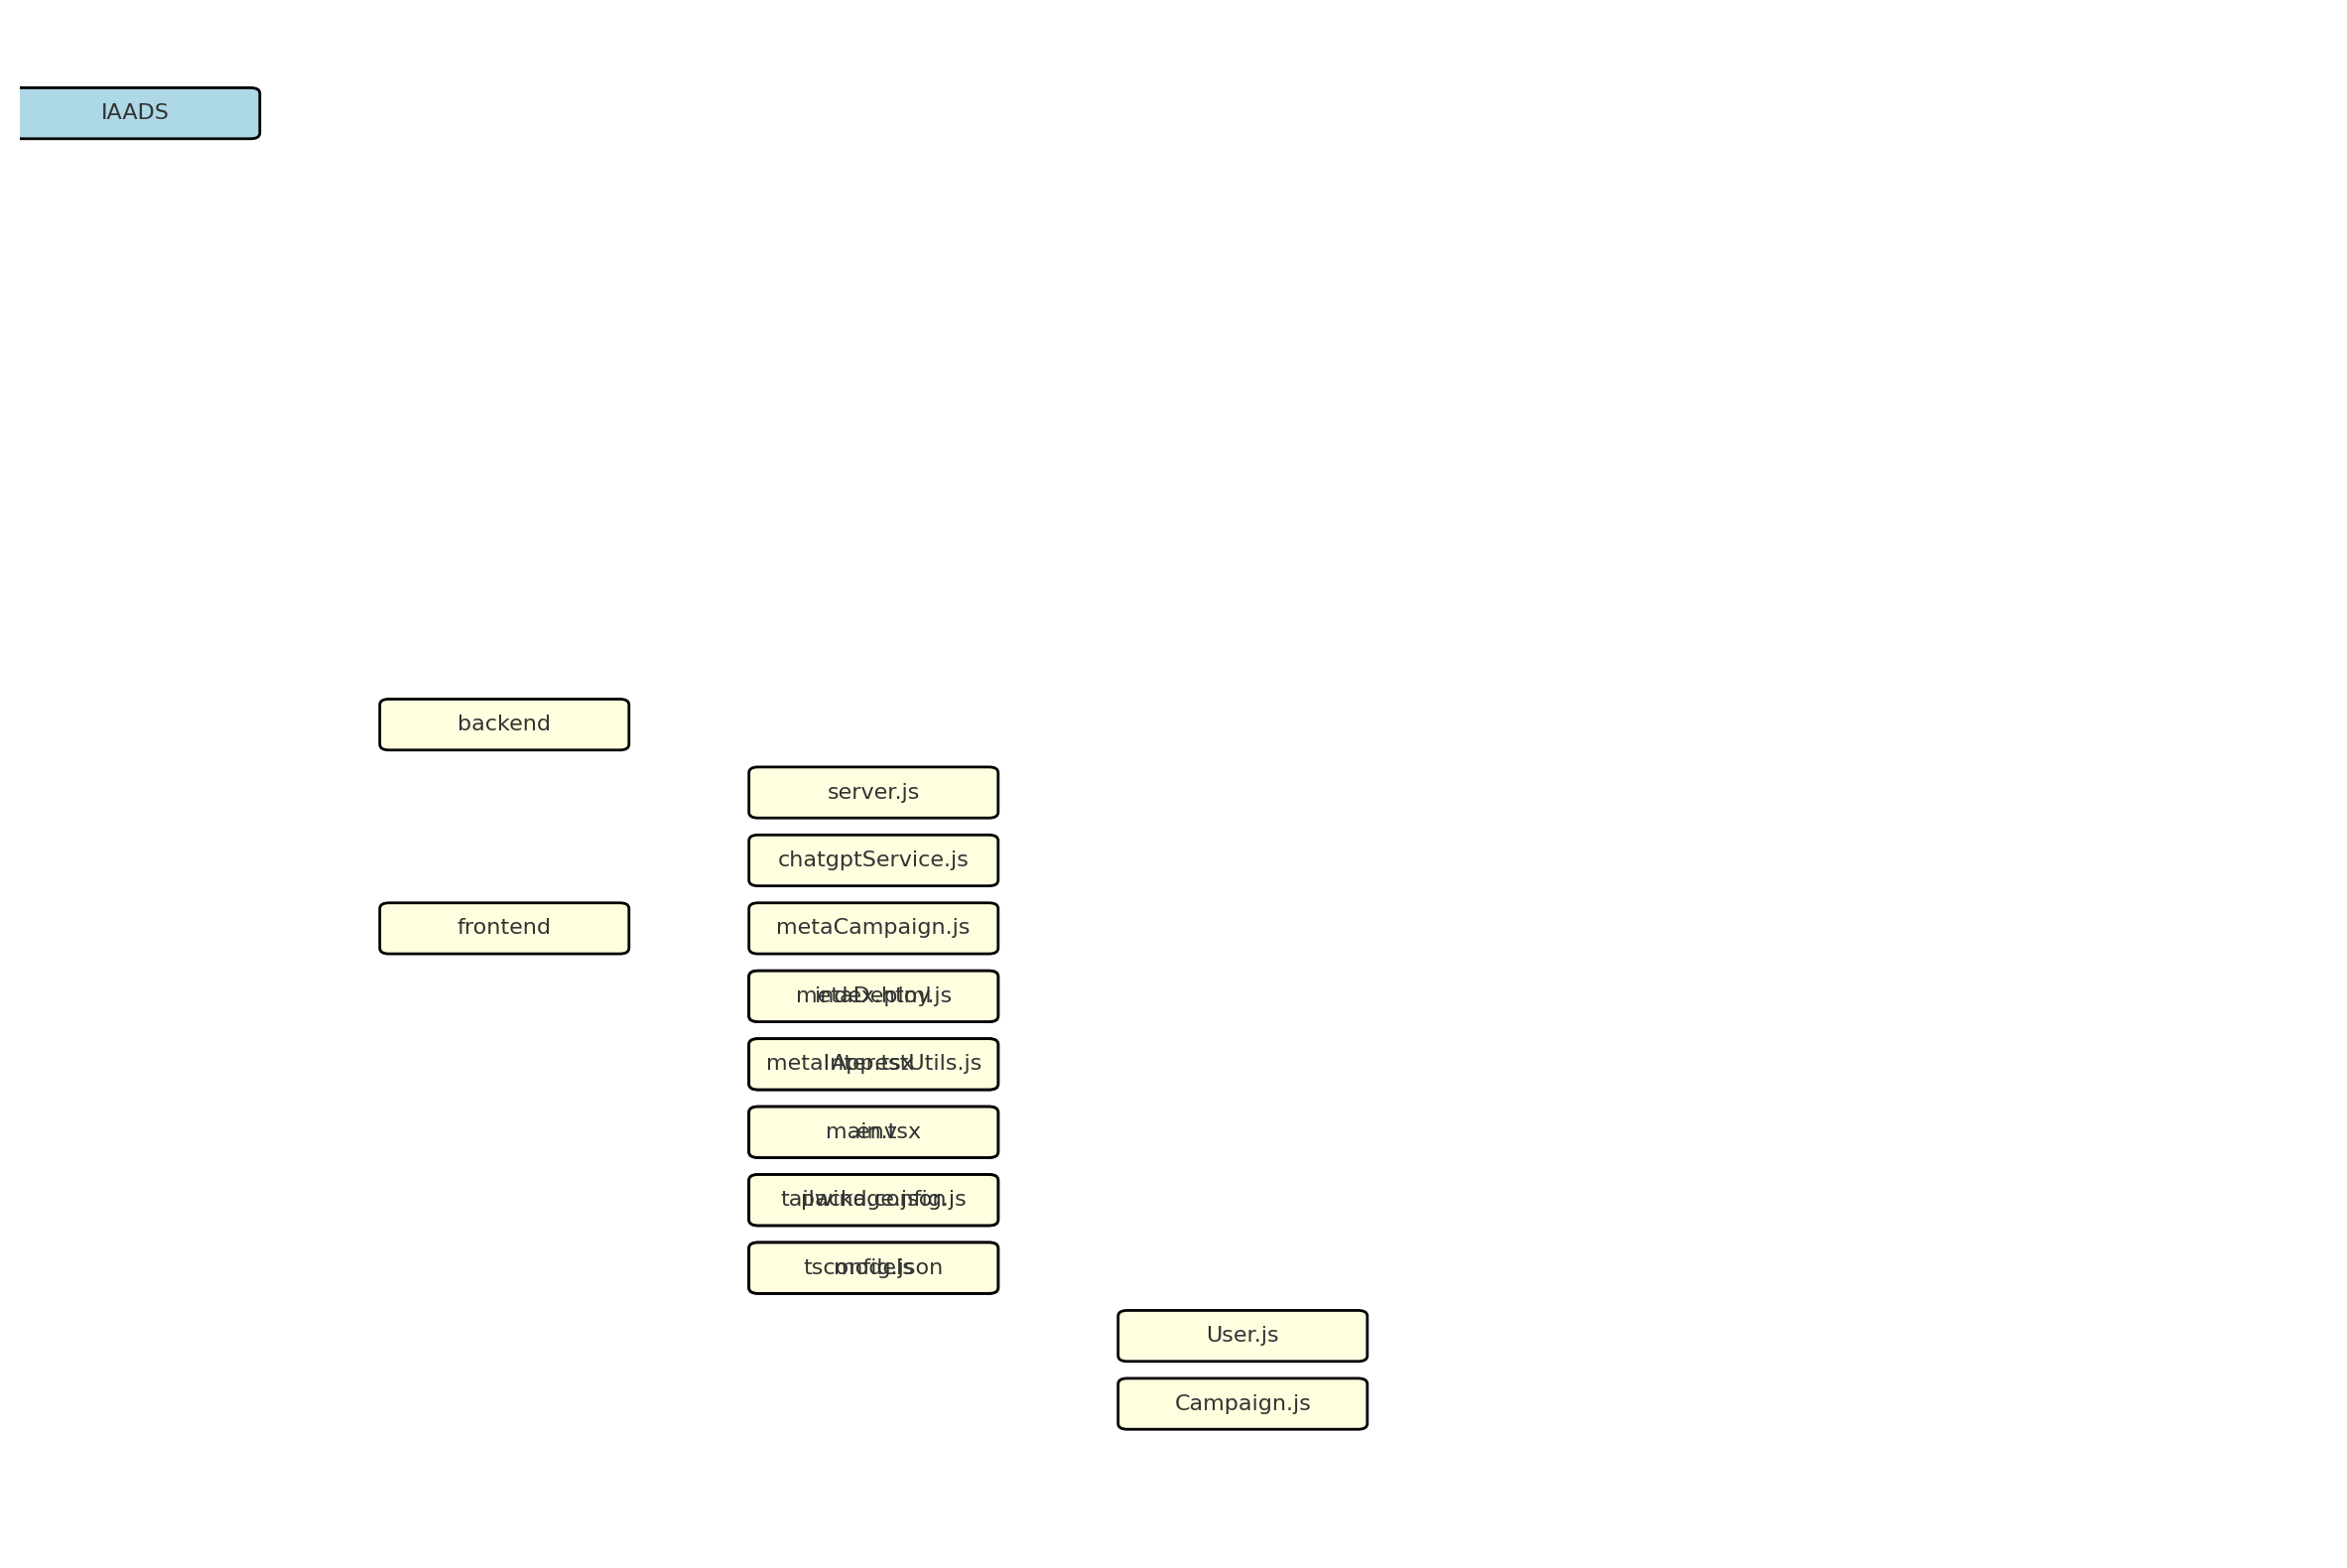 IAADS
backend
server.js
chatgptService.js
frontend
metaCampaign.js
metaDeploy.js
index.html
metaInterestUtils.js
App.tsx
.env
main.tsx
package.json
tailwind.config.js
models
tsconfig.json
User.js
Campaign.js